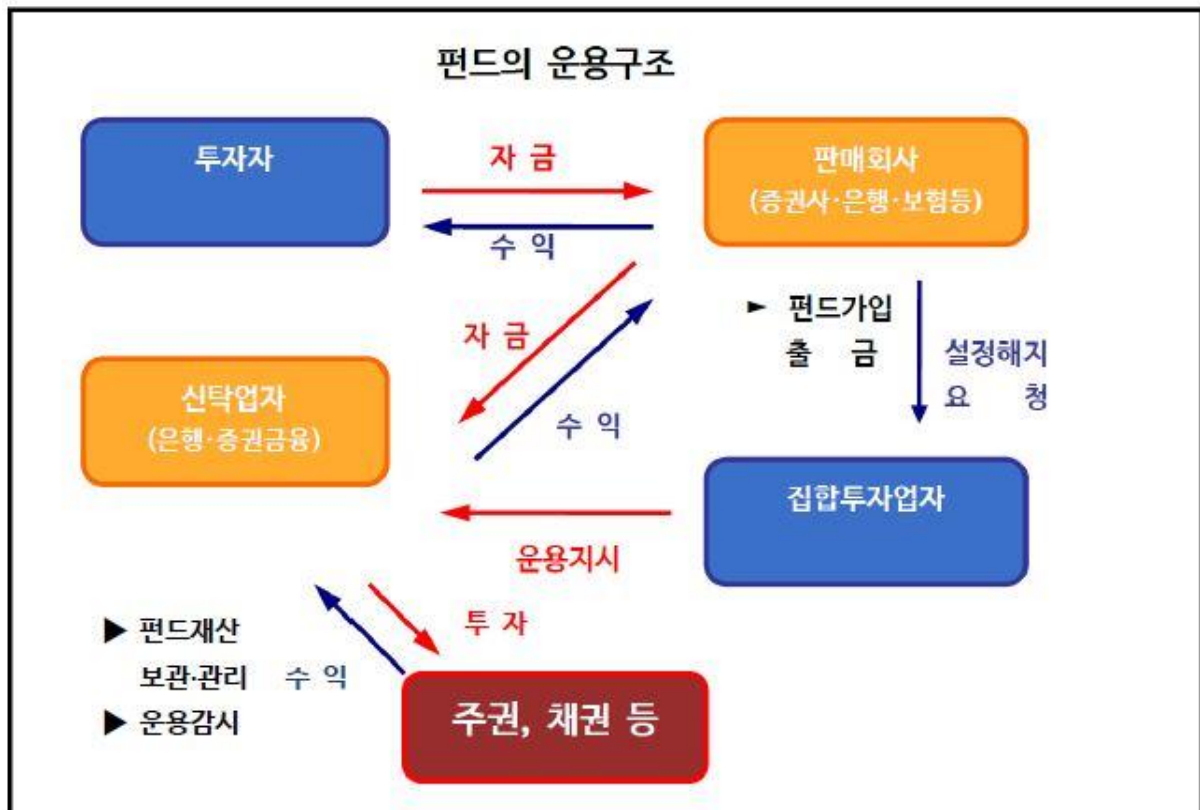 펀드의 운용구조
투자자
자 금
판매회사
(증권사·은행·보험등)
수 익
► 펀드가입
출 금
설정해지
요 청
자 금
신탁업자
(은행·증권금융)
수 익
집합투자업자
운용지시
투 자
▶ 펀드재산
보관·관리
수 익
▶ 운용감시
주권, 채권 등